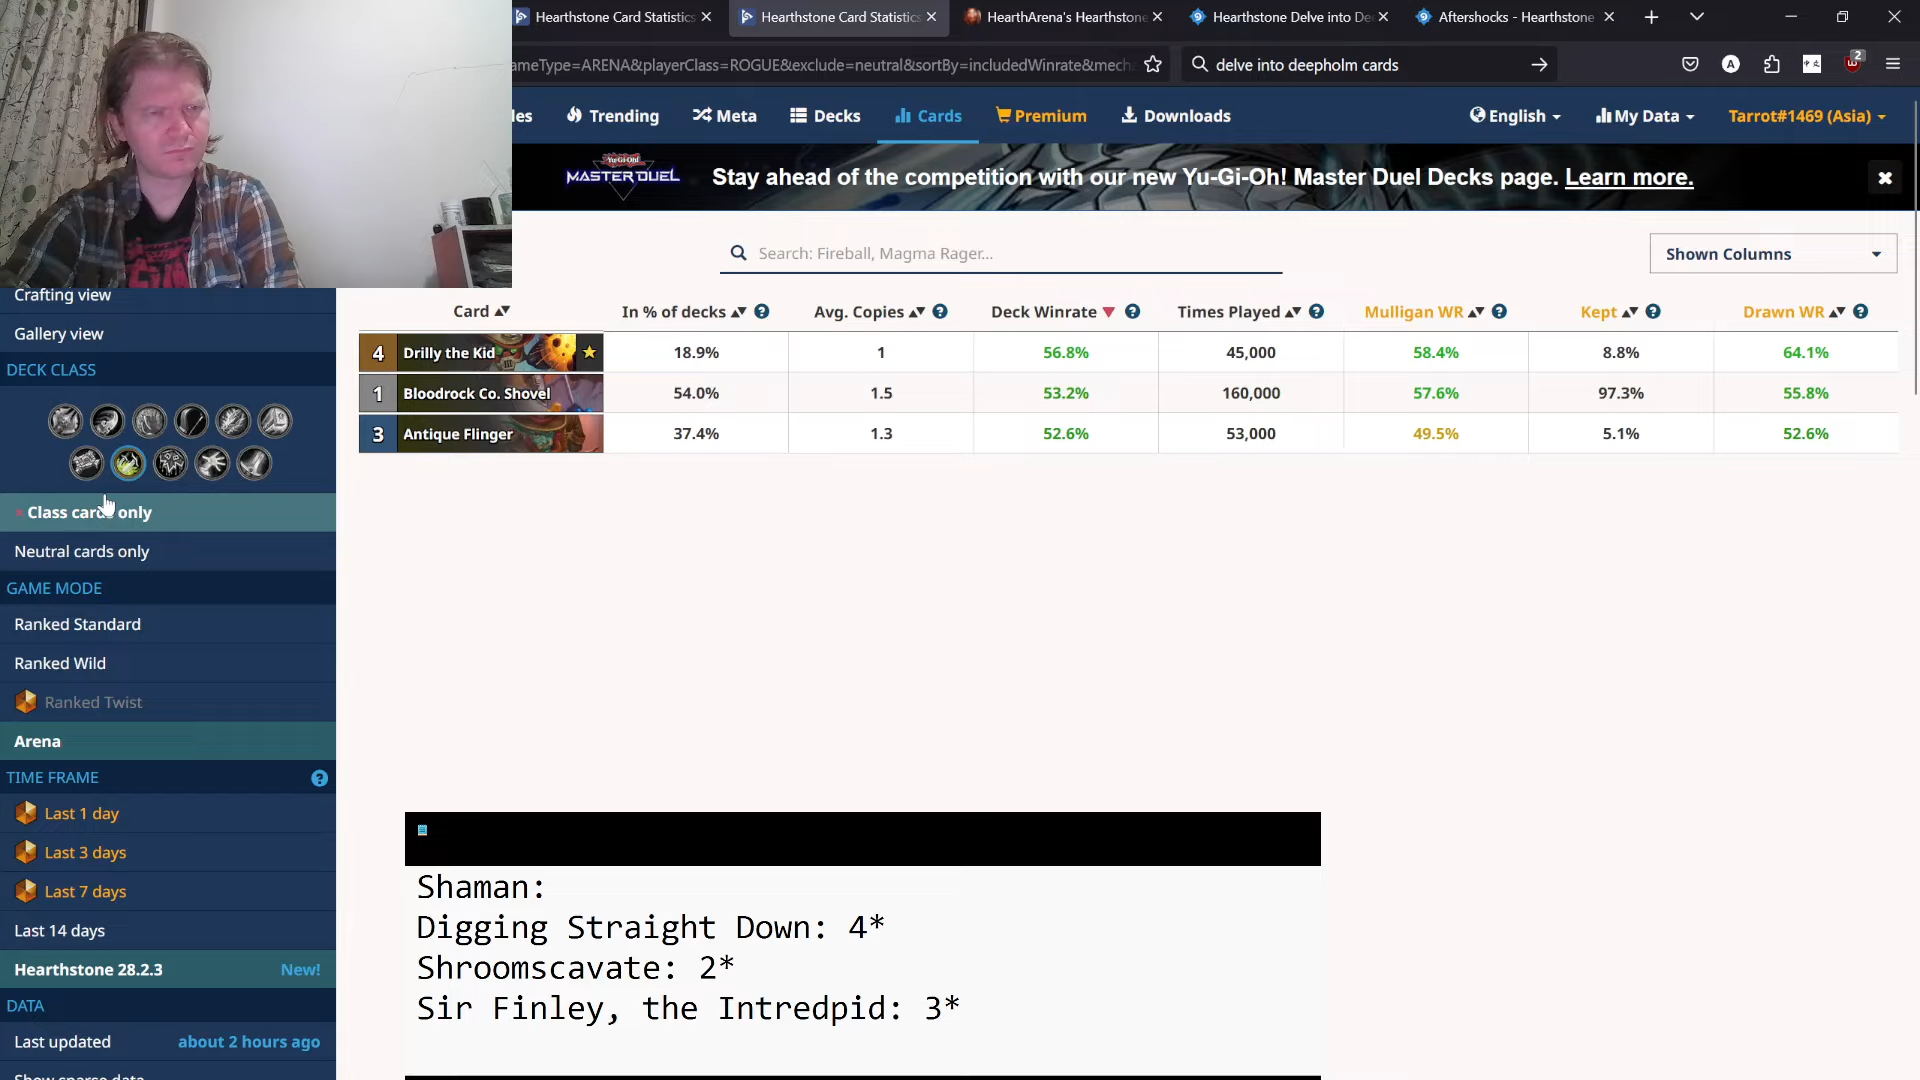 Hearthstone Card Statistics
Hearthstone Card Statistics
HearthArena's Hearthstone
Hearthstone Delve into De
Aftershocks - Hearthstone
ameType=ARENA&playerClass=ROGUE&exclude=neutral&sortBy=includedWinrate&mech
delve into deepholm cards
A
2
les
Trending
Meta
Decks
Cards
Premium
Downloads
English
My Data
Tarrot#1469 (Asia)
Yu-Gi-Oh!
MASTER DUEL
Stay ahead of the competition with our new Yu-Gi-Oh! Master Duel Decks page. Learn more.
Search: Fireball, Magma Rager...
Shown Columns
Crafting view
Gallery view
DECK CLASS
Class cards only
Neutral cards only
GAME MODE
Ranked Standard
Ranked Wild
Ranked Twist
Arena
TIME FRAME
Last 1 day
Last 3 days
Last 7 days
Last 14 days
Hearthstone 28.2.3 New!
DATA
Last updated about 2 hours ago
Show sparse data
Card In % of decks Avg. Copies Deck Winrate Times Played Mulligan WR Kept Drawn WR
4 Drilly the Kid 18.9% 1 56.8% 45,000 58.4% 8.8% 64.1%
1 Bloodrock Co. Shovel 54.0% 1.5 53.2% 160,000 57.6% 97.3% 55.8%
3 Antique Flinger 37.4% 1.3 52.6% 53,000 49.5% 5.1% 52.6%
Shaman:
Digging Straight Down: 4*
Shroomscavate: 2*
Sir Finley, the Intredpid: 3*